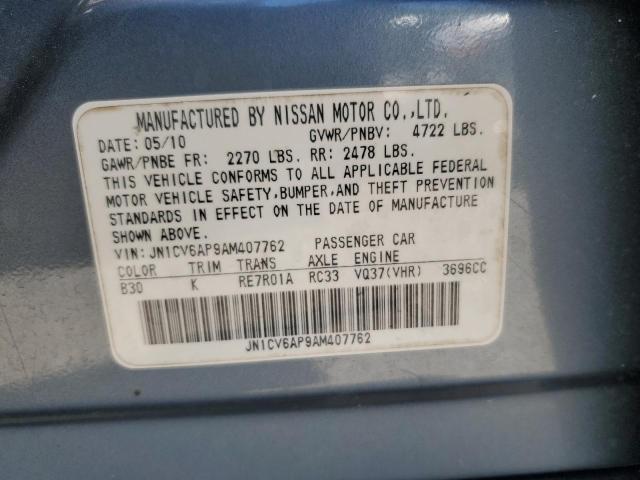 MANUFACTURED BY NISSAN MOTOR CO.,LTD.
DATE: 05/10 GVWR/PNBV: 4722 LBS.
GAWR/PNBE FR: 2270 LBS. RR: 2478 LBS.
THIS VEHICLE CONFORMS TO ALL APPLICABLE FEDERAL
MOTOR VEHICLE SAFETY, BUMPER, AND THEFT PREVENTION
STANDARDS IN EFFECT ON THE DATE OF MANUFACTURE
SHOWN ABOVE.
VIN: JN1CV6AP9AM407762 PASSENGER CAR
COLOR TRIM TRANS AXLE ENGINE
B30 K RE7R01A RC33 VQ37(VHR) 3696CC
JN1CV6AP9AM407762